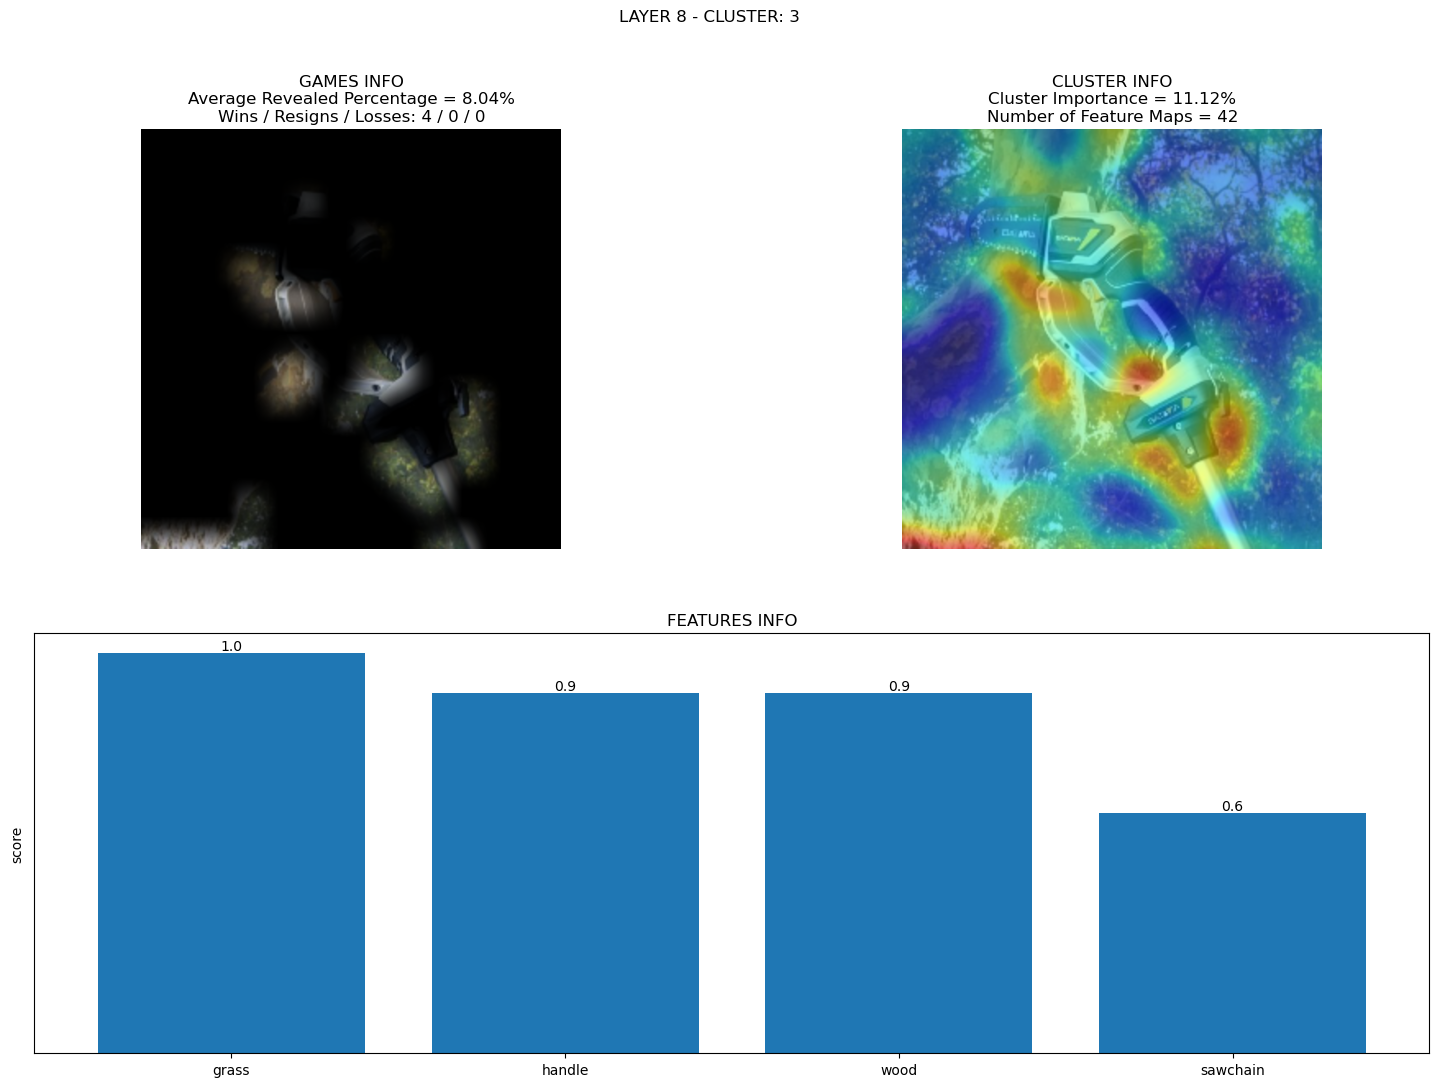 LAYER 8 - CLUSTER: 3
GAMES INFO
Average Revealed Percentage = 8.04%
Wins / Resigns / Losses: 4 / 0 / 0
CLUSTER INFO
Cluster Importance = 11.12%
Number of Feature Maps = 42
FEATURES INFO
score
1.0
0.9
0.9
0.6
grass
handle
wood
sawchain